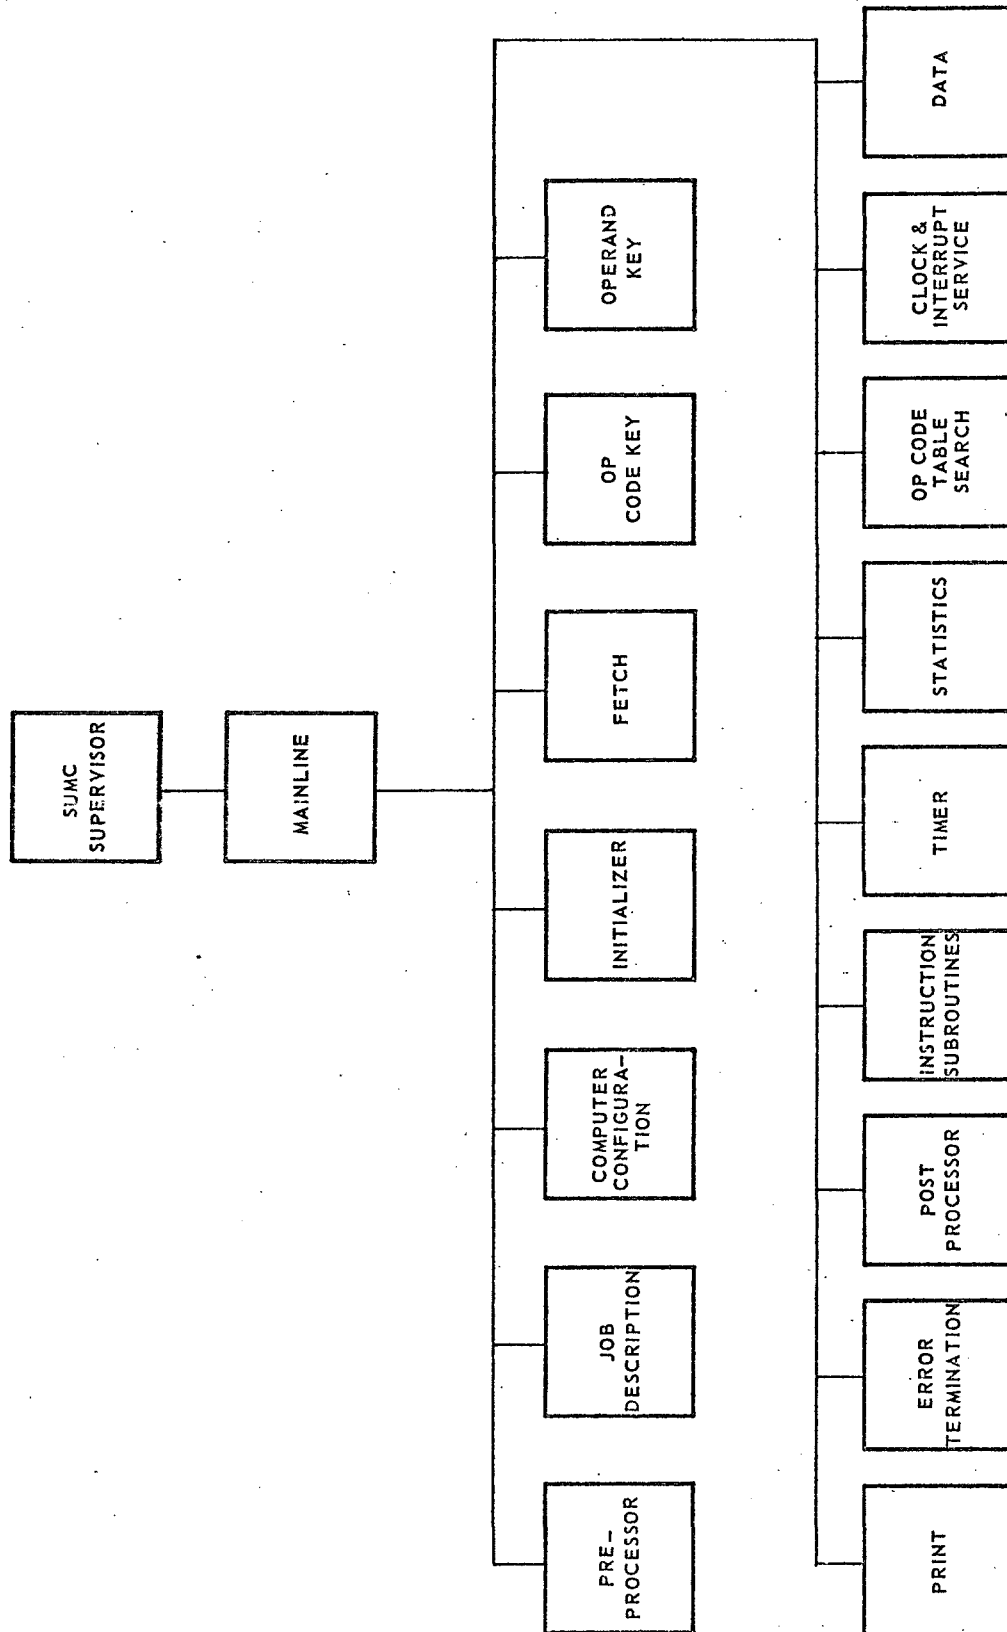 SUMC
SUPERVISOR
MAINLINE
PRE–
PROCESSOR
JOB
DESCRIPTION
COMPUTER
CONFIGURA–
TION
INITIALIZER
FETCH
OP
CODE KEY
OPERAND
KEY
PRINT
ERROR
TERMINATION
POST
PROCESSOR
INSTRUCTION
SUBROUTINES
TIMER
STATISTICS
OP CODE
TABLE
SEARCH
CLOCK &
INTERRUPT
SERVICE
DATA